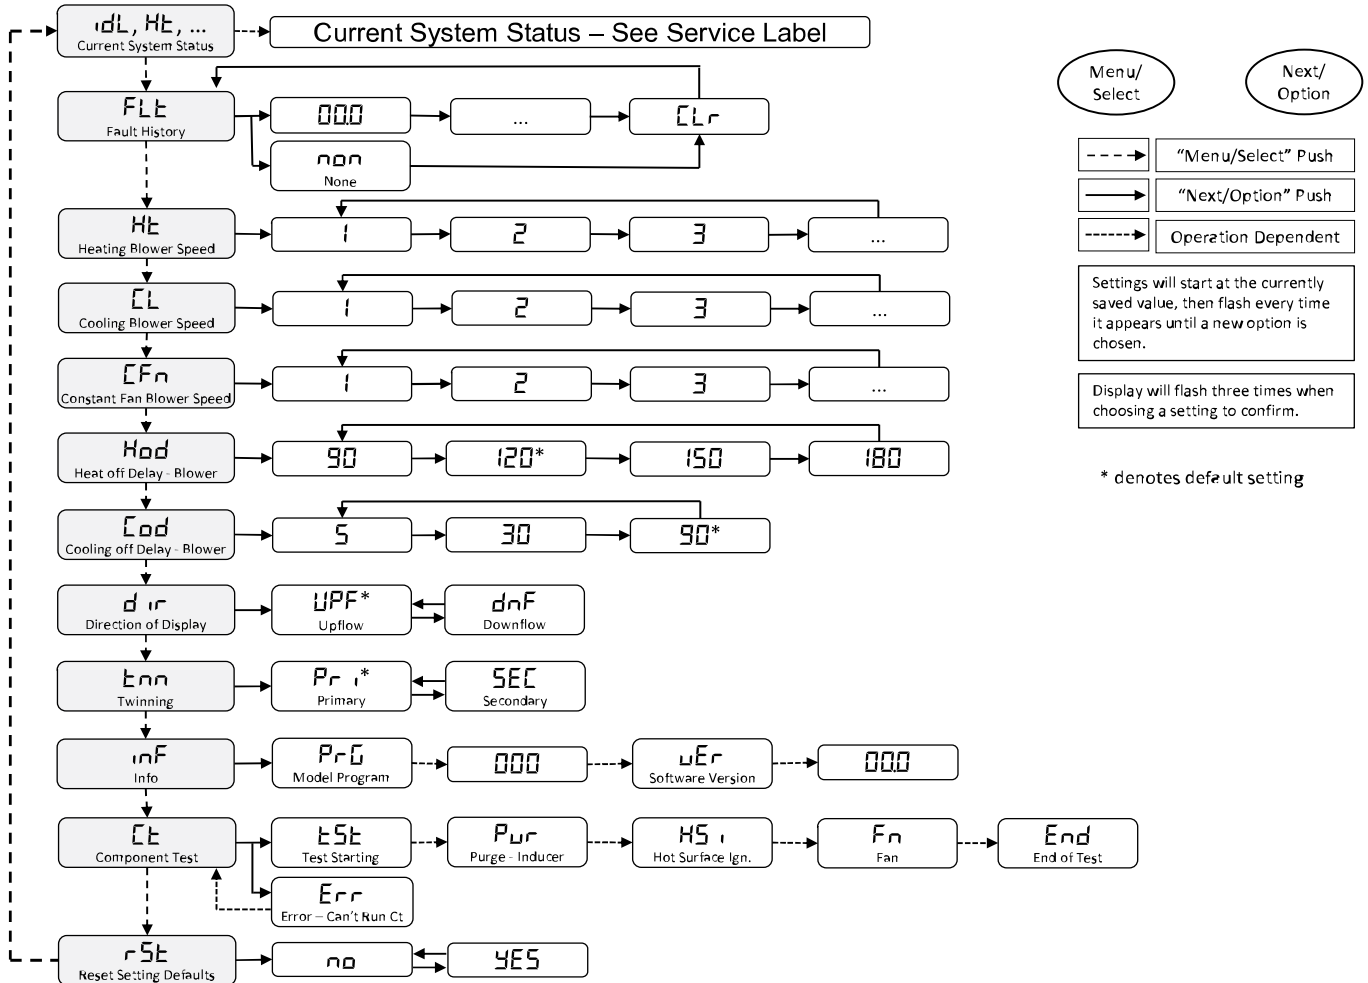 idL, Ht, ...
Current System Status
Current System Status – See Service Label
FLt
Fault History
00.0
...
CLr
non
None
Ht
Heating Blower Speed
1
2
3
...
CL
Cooling Blower Speed
1
2
3
...
CFn
Constant Fan Blower Speed
1
2
3
...
Hod
Heat off Delay - Blower
90
120*
150
180
Cod
Cooling off Delay - Blower
5
30
90*
dir
Direction of Display
UPF*
Upflow
dnF
Downflow
tnn
Twinning
Pri*
Primary
SEC
Secondary
inF
Info
PrG
Model Program
000
vEr
Software Version
00.0
Ct
Component Test
tSt
Test Starting
Pur
Purge - Inducer
HSi
Hot Surface Ign.
Fn
Fan
End
End of Test
Err
Error – Can't Run Ct
rSt
Reset Setting Defaults
no
YES
Menu/
Select
Next/
Option
“Menu/Select” Push
“Next/Option” Push
Operation Dependent
Settings will start at the currently
saved value, then flash every time
it appears until a new option is
chosen.
Display will flash three times when
choosing a setting to confirm.
* denotes default setting